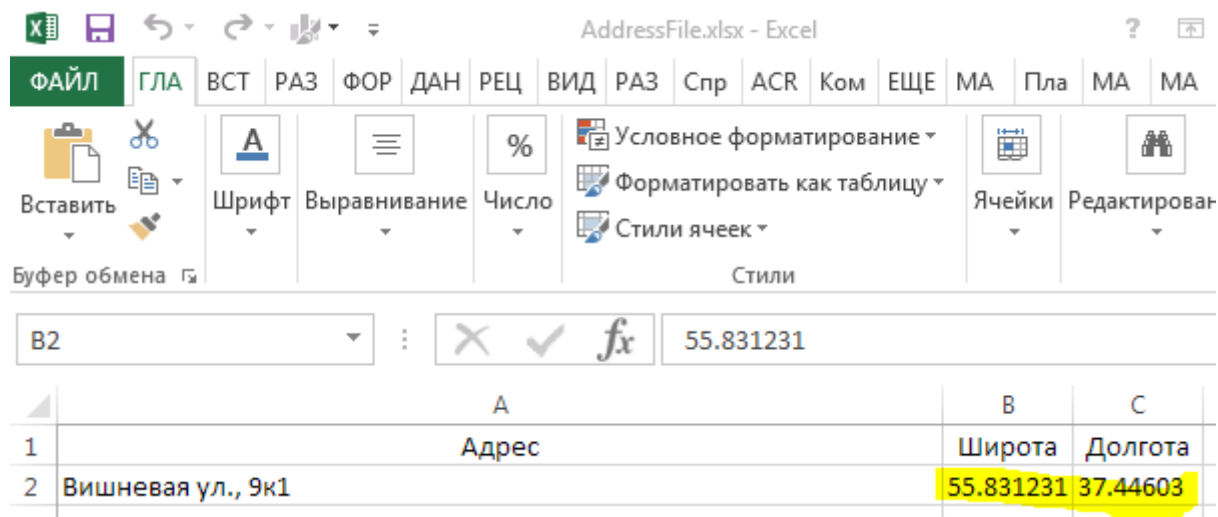 AddressFile.xlsx - Excel ?
ФАЙЛ ГЛА ВСТ РАЗ ФОР ДАН РЕЦ ВИД РАЗ Спр ACR Ком ЕЩЕ МА Пла МА МА
Вставить
Буфер обмена
А
Шрифт
Выравнивание
%
Число
Условное форматирование
Форматировать как таблицу
Стили ячеек
Стили
Ячейки
Редактирован
B2 fx 55.831231
A B C
1 Адрес Широта Долгота
2 Вишневая ул., 9к1 55.831231 37.44603